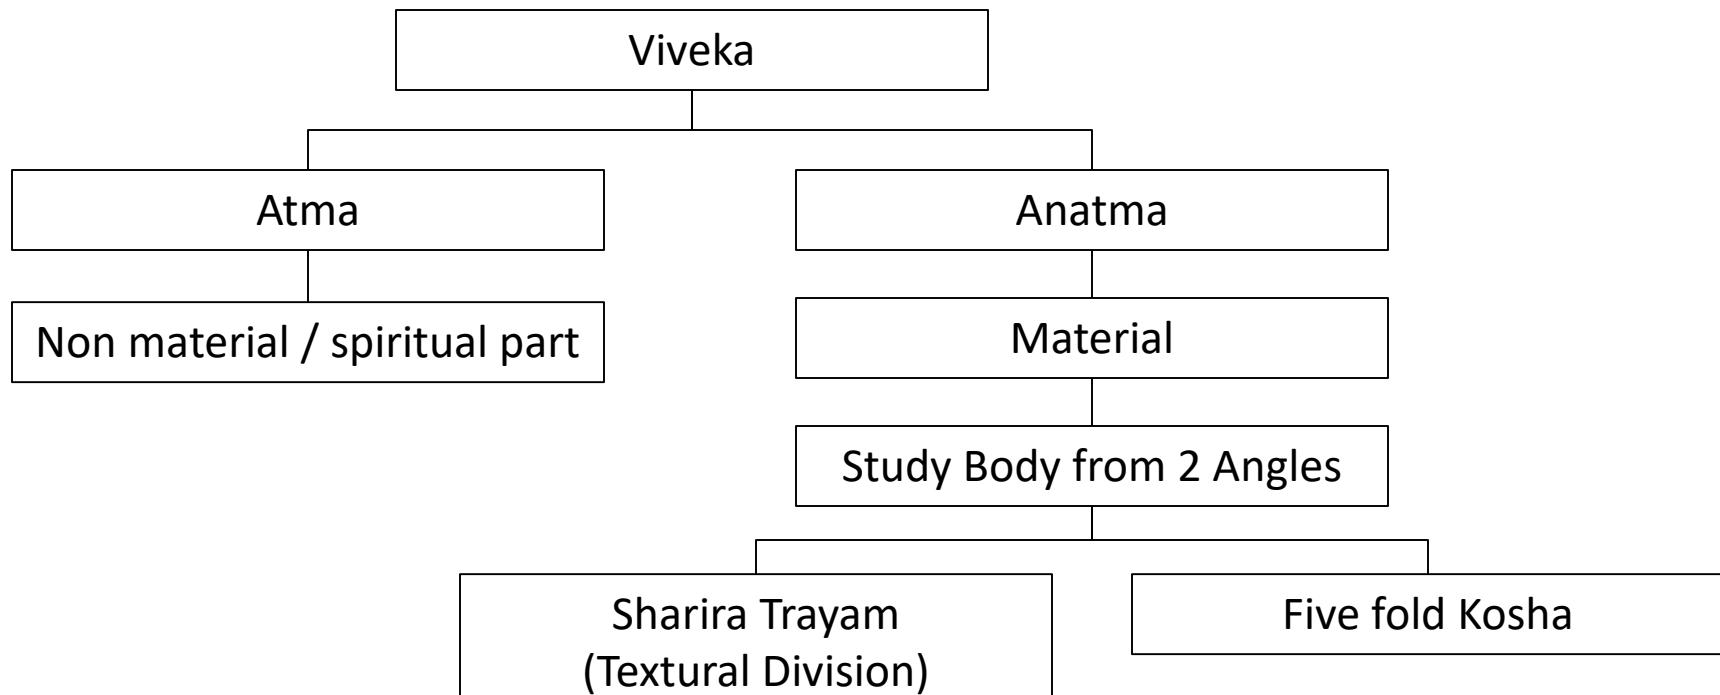 Viveka
Atma
Anatma
Non material / spiritual part
Material
Study Body from 2 Angles
Sharira Trayam
(Textural Division)
Five fold Kosha